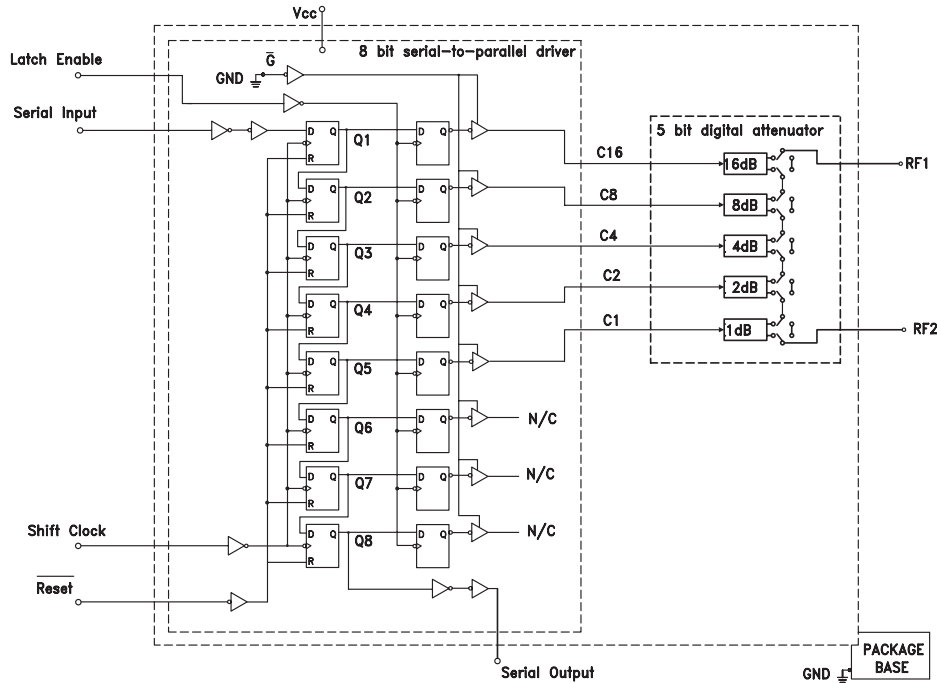 Vcc
8 bit serial-to-parallel driver
Latch Enable
G
GND
Serial Input
D Q
R
Q1
D Q
C16
5 bit digital attenuator
16dB
RF1
D Q
R
Q2
D Q
C8
8dB
D Q
R
Q3
D Q
C4
4dB
D Q
R
Q4
D Q
C2
2dB
D Q
R
Q5
D Q
C1
1dB
RF2
D Q
R
Q6
D Q
N/C
D Q
R
Q7
D Q
N/C
Shift Clock
D Q
R
Q8
D Q
N/C
Reset
Serial Output
GND
PACKAGE
BASE